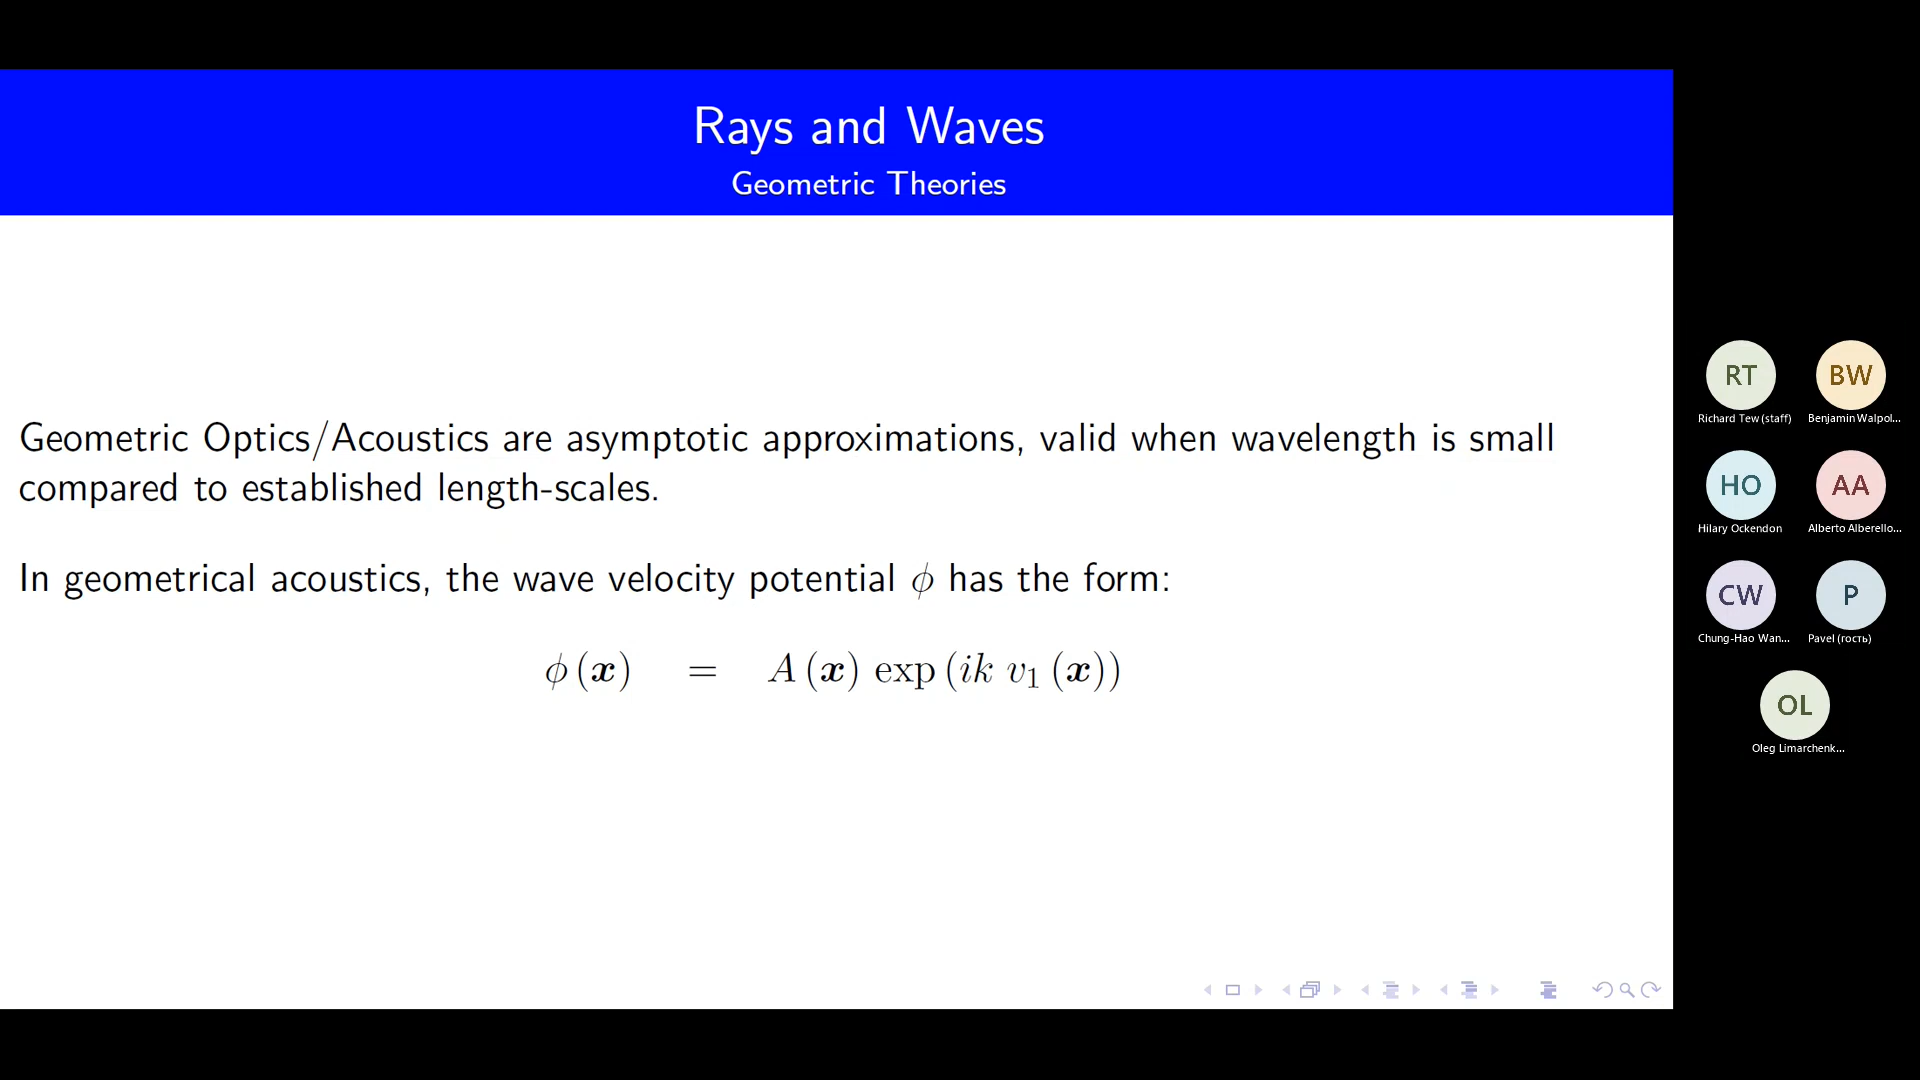 Rays and Waves
Geometric Theories
Geometric Optics/Acoustics are asymptotic approximations, valid when wavelength is small
compared to established length-scales.
In geometrical acoustics, the wave velocity potential ϕ has the form:
ϕ(𝒙) = A(𝒙) exp(ik v₁(𝒙))
RT
BW
Richard Tew (staff)
Benjamin Walpol...
HO
AA
Hilary Ockendon
Alberto Alberello...
CW
P
Chung-Hao Wan...
Pavel (гость)
OL
Oleg Limarchenk...